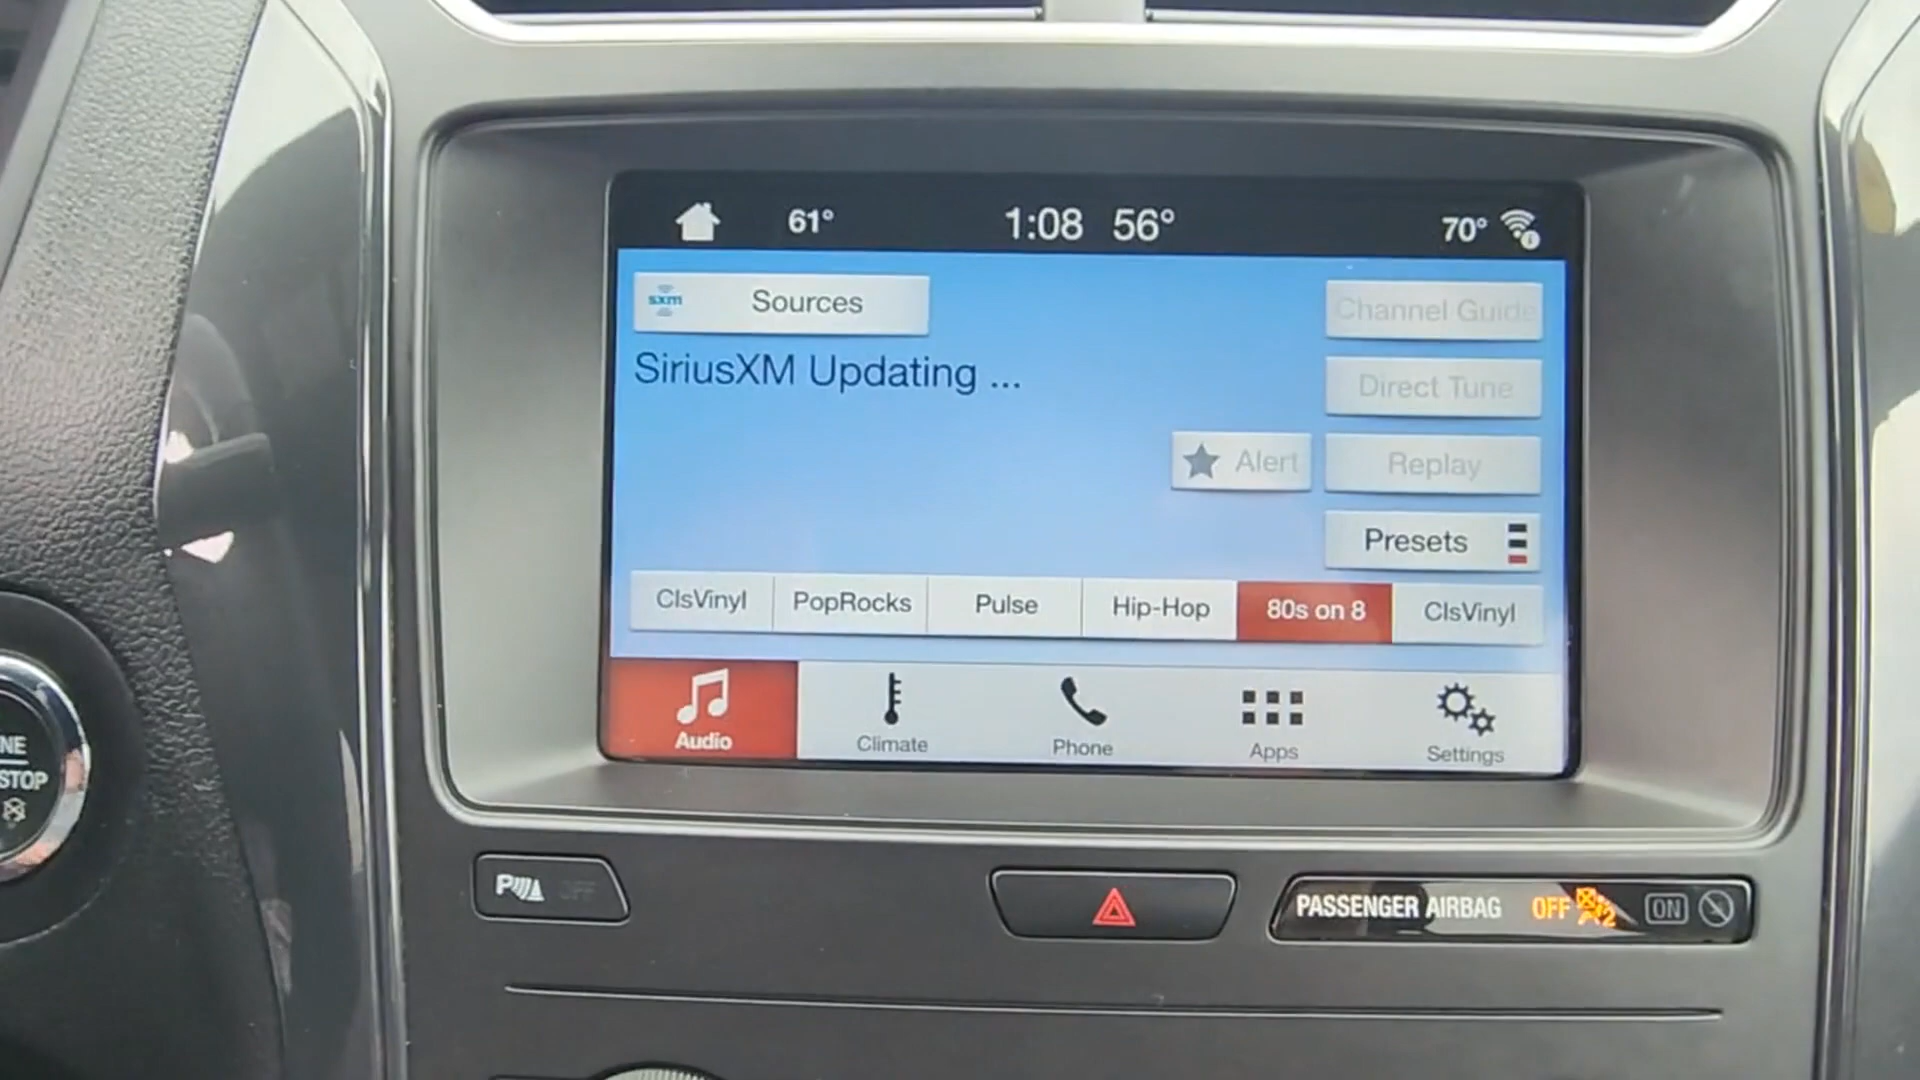 61° 1:08 56° 70°
sxm Sources
Channel Guide
SiriusXM Updating ...
Direct Tune
Alert
Replay
Presets
ClsVinyl PopRocks Pulse Hip-Hop 80s on 8 ClsVinyl
Audio Climate Phone Apps Settings
NE
STOP
P OFF
PASSENGER AIRBAG OFF 2 ON